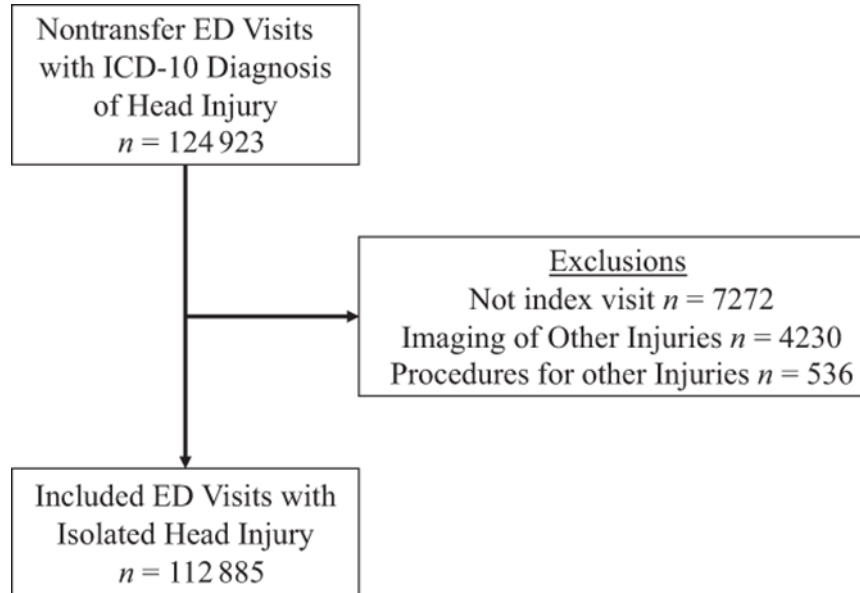 Nontransfer ED Visits
with ICD-10 Diagnosis
of Head Injury
n = 124 923
Exclusions
Not index visit n = 7272
Imaging of Other Injuries n = 4230
Procedures for other Injuries n = 536
Included ED Visits with
Isolated Head Injury
n = 112 885